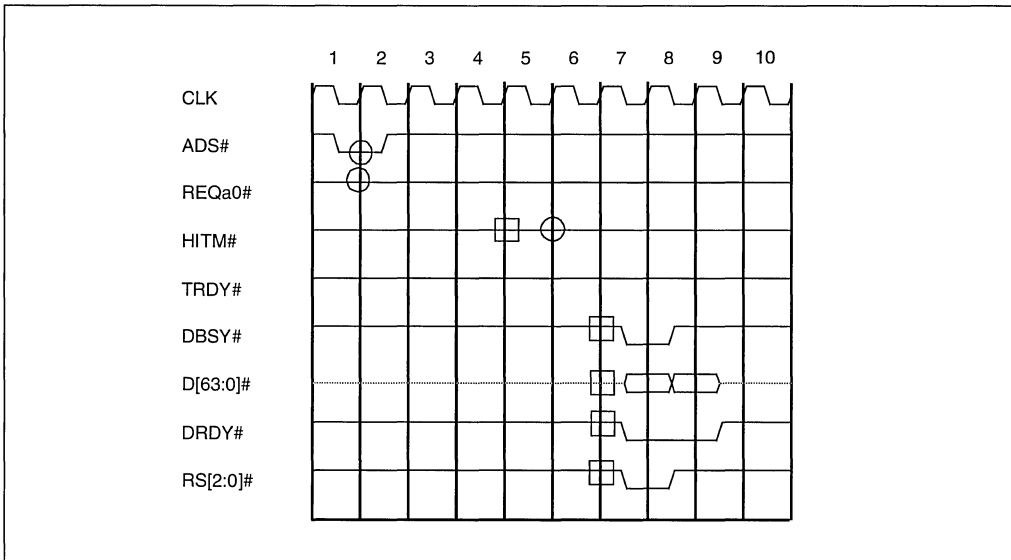 1 2 3 4 5 6 7 8 9 10
CLK
ADS#
REQa0#
HITM#
TRDY#
DBSY#
D[63:0]#
DRDY#
RS[2:0]#